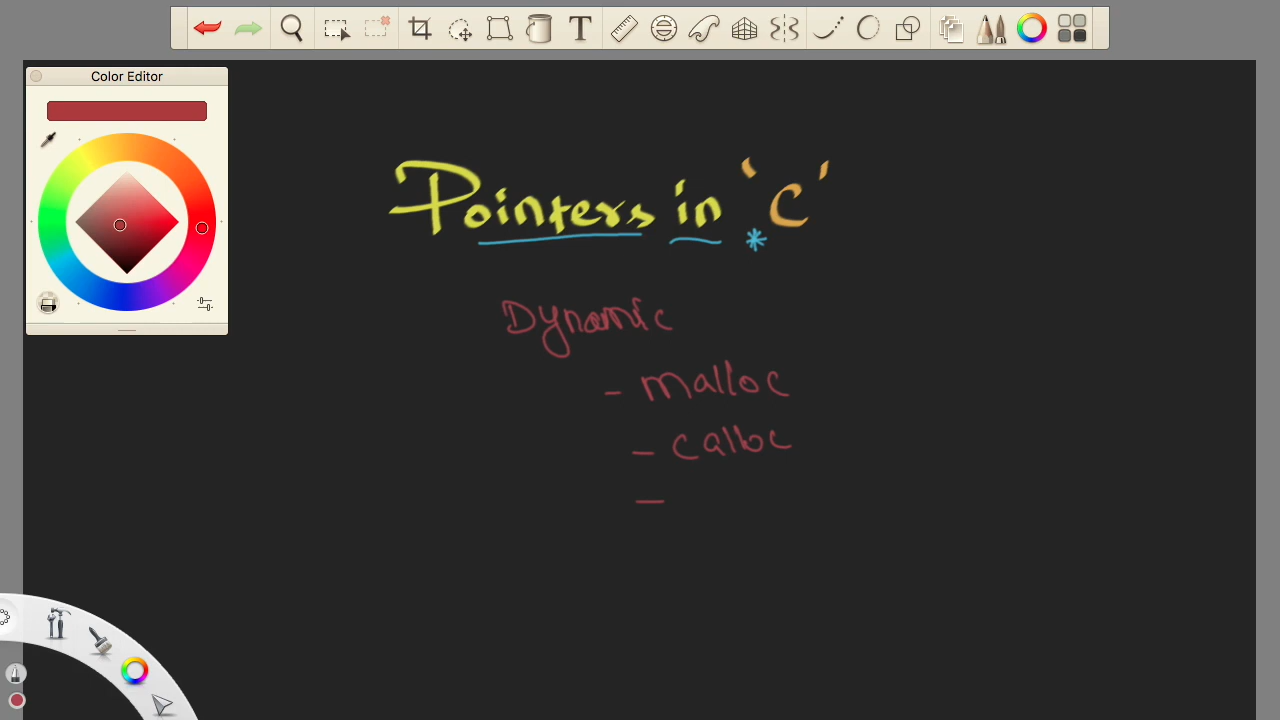 Color Editor
Pointers in 'C'
*
Dynamic
- malloc
- calloc
-